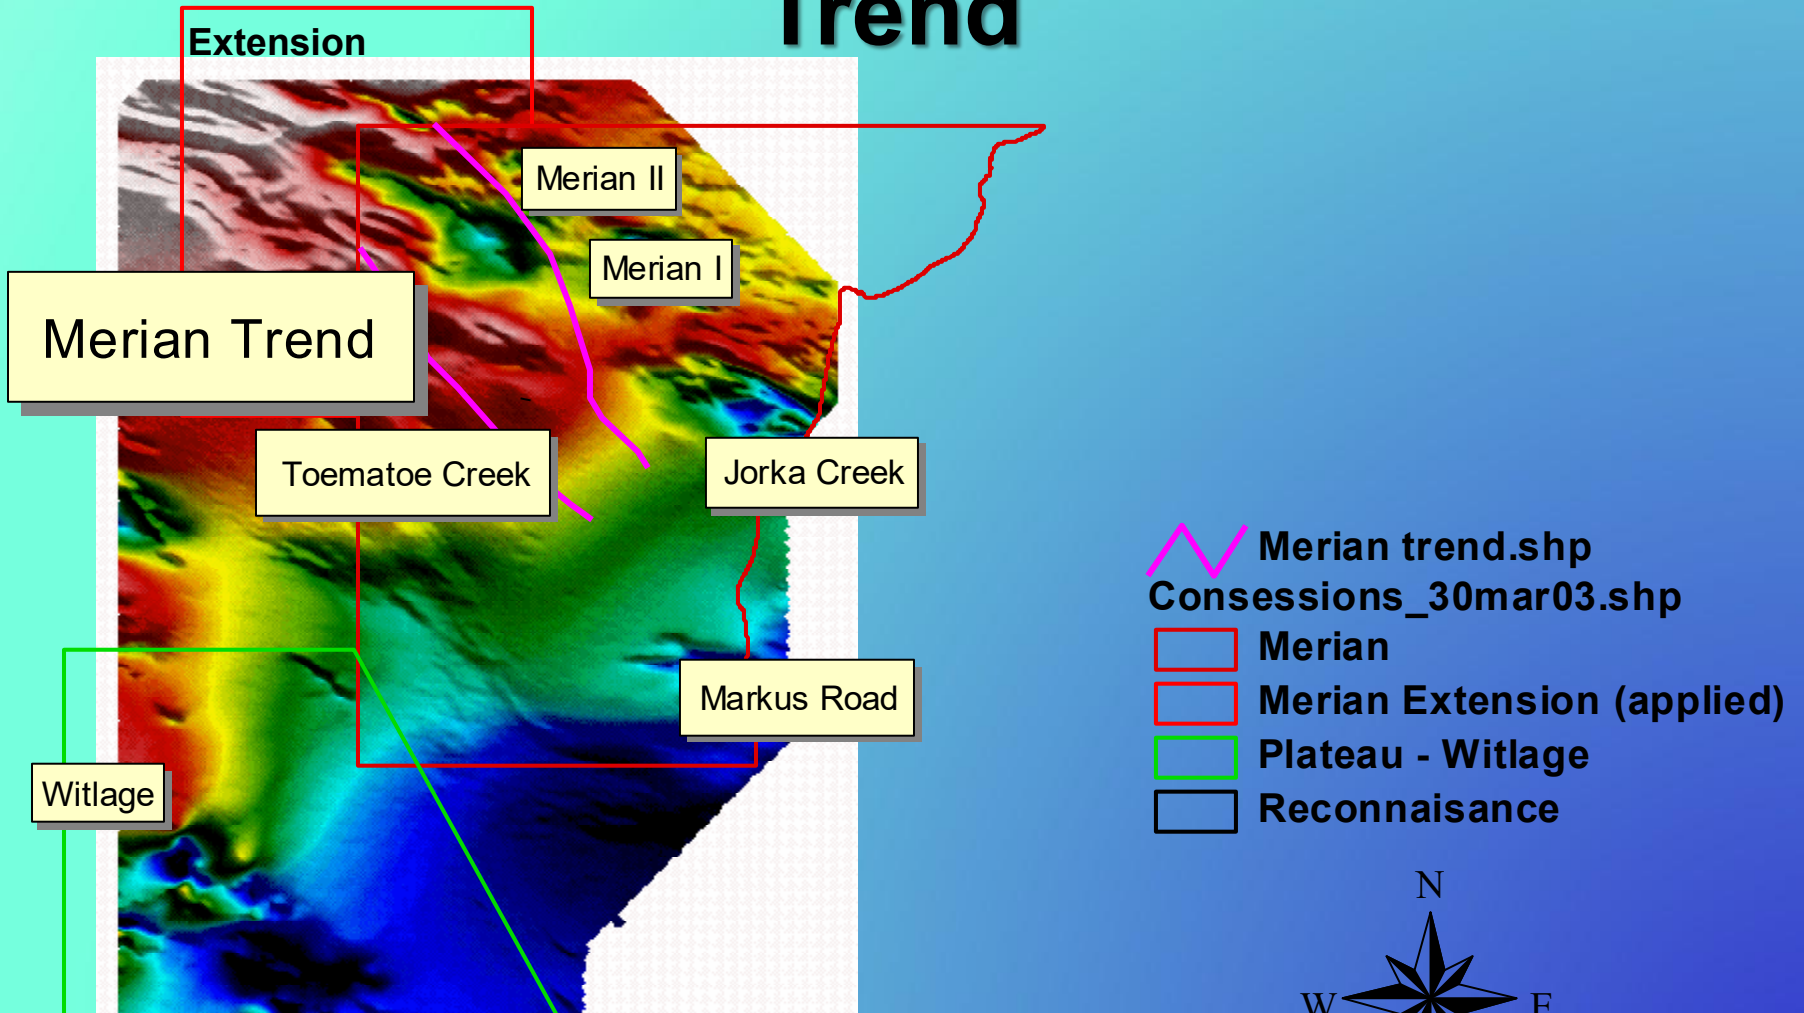 Trend
Extension
Merian II
Merian I
Merian Trend
Toematoe Creek
Jorka Creek
Markus Road
Witlage
Merian trend.shp
Consessions_30mar03.shp
Merian
Merian Extension (applied)
Plateau - Witlage
Reconnaisance
N
W E